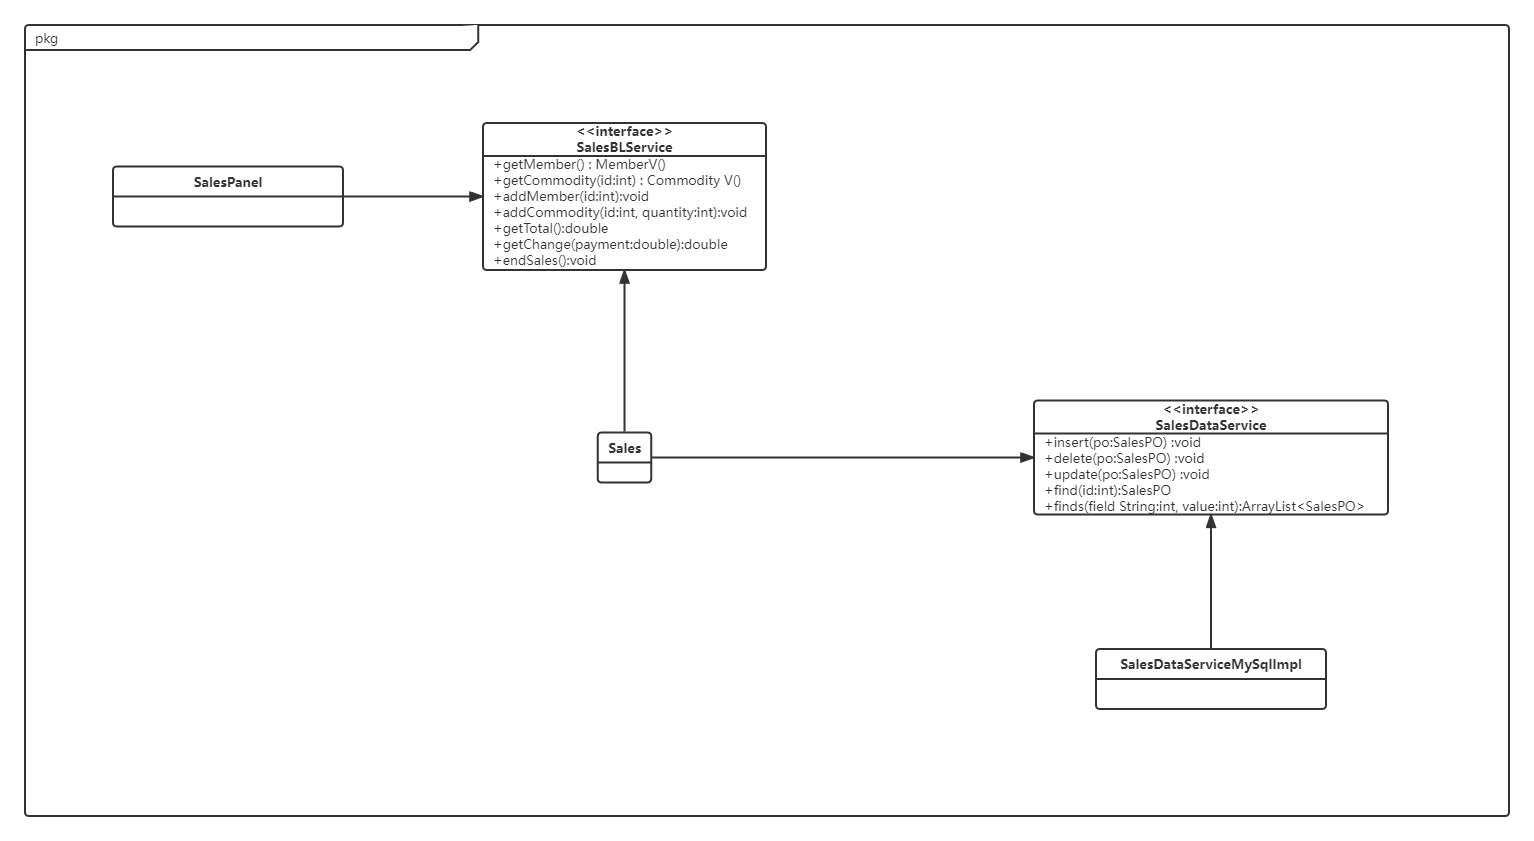 pkg
<<interface>>
SalesBLService
+getMember() : MemberV()
+getCommodity(id:int) : Commodity V()
+addMember(id:int):void
+addCommodity(id:int, quantity:int):void
+getTotal():double
+getChange(payment:double):double
+endSales():void
SalesPanel
Sales
<<interface>>
SalesDataService
+insert(po:SalesPO) :void
+delete(po:SalesPO) :void
+update(po:SalesPO) :void
+find(id:int):SalesPO
+finds(field String:int, value:int):ArrayList<SalesPO>
SalesDataServiceMySqlImpl